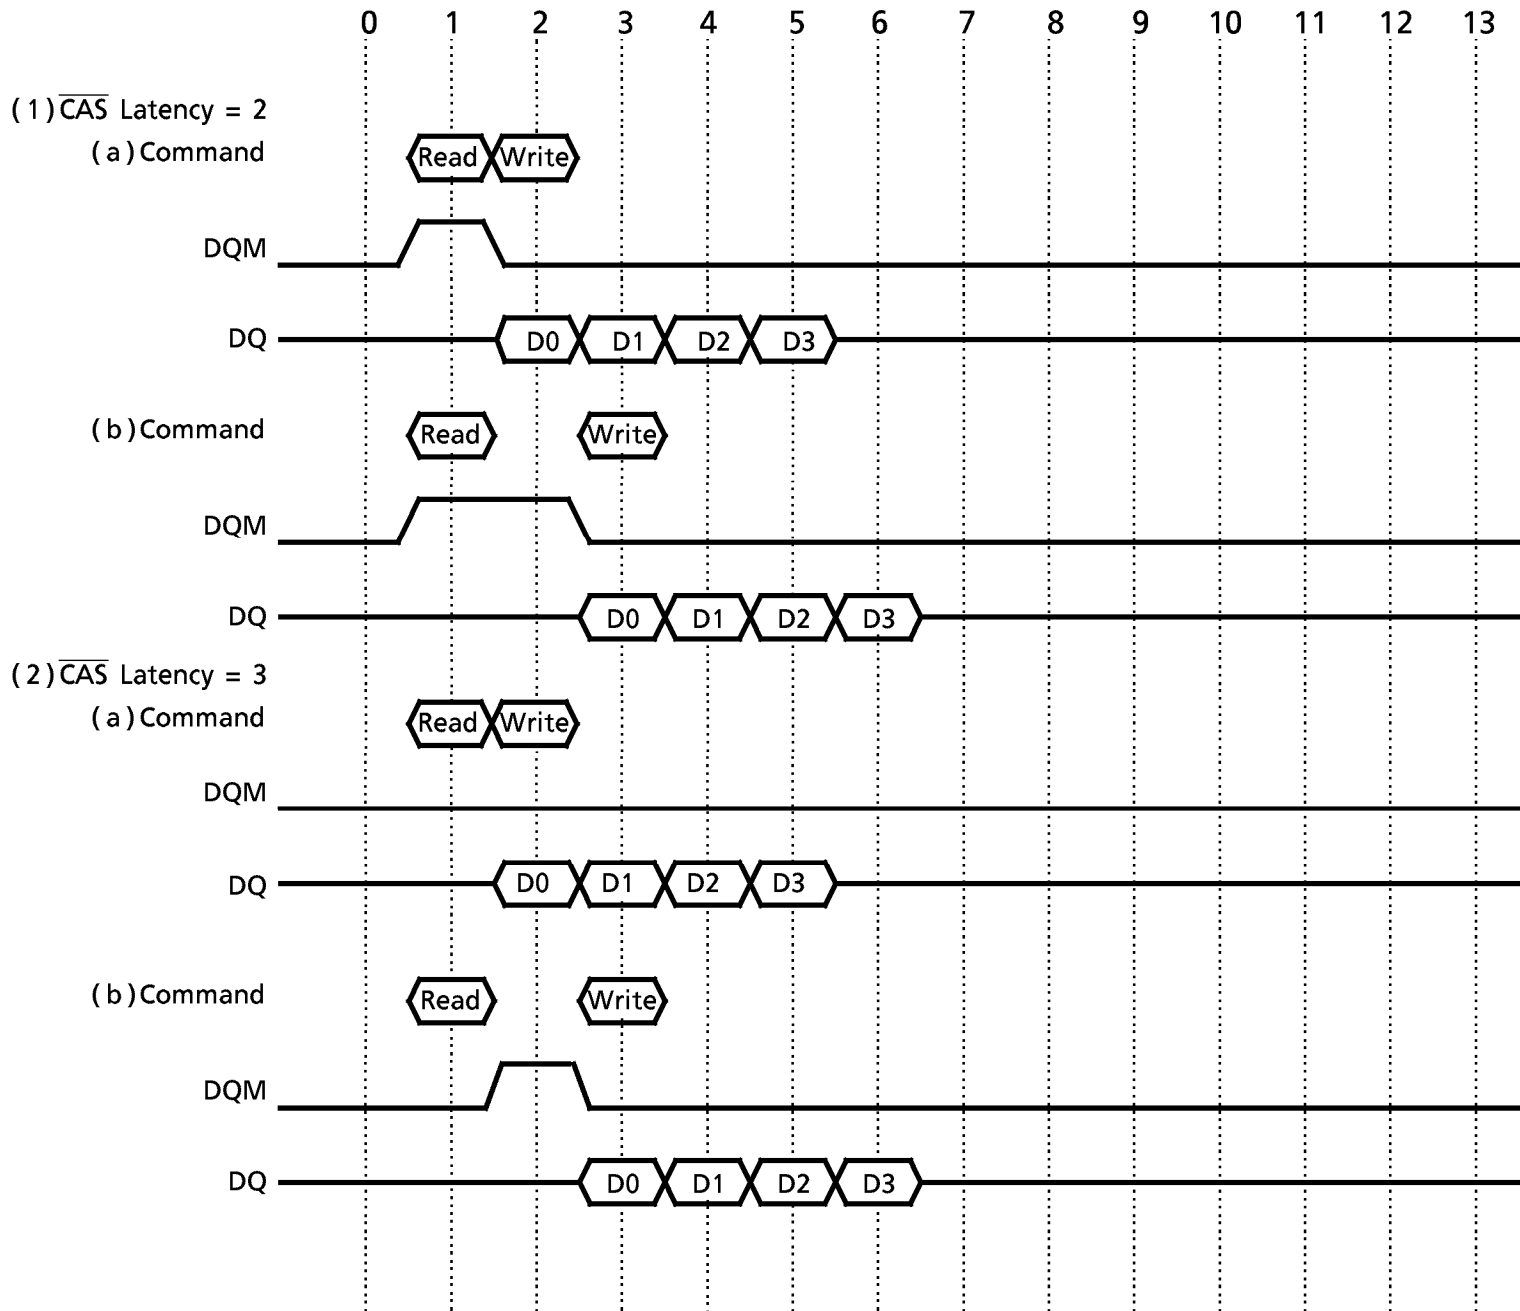 0 1 2 3 4 5 6 7 8 9 10 11 12 13
(1) CAS Latency = 2
(a) Command Read Write
DQM
DQ D0 D1 D2 D3
(b) Command Read Write
DQM
DQ D0 D1 D2 D3
(2) CAS Latency = 3
(a) Command Read Write
DQM
DQ D0 D1 D2 D3
(b) Command Read Write
DQM
DQ D0 D1 D2 D3